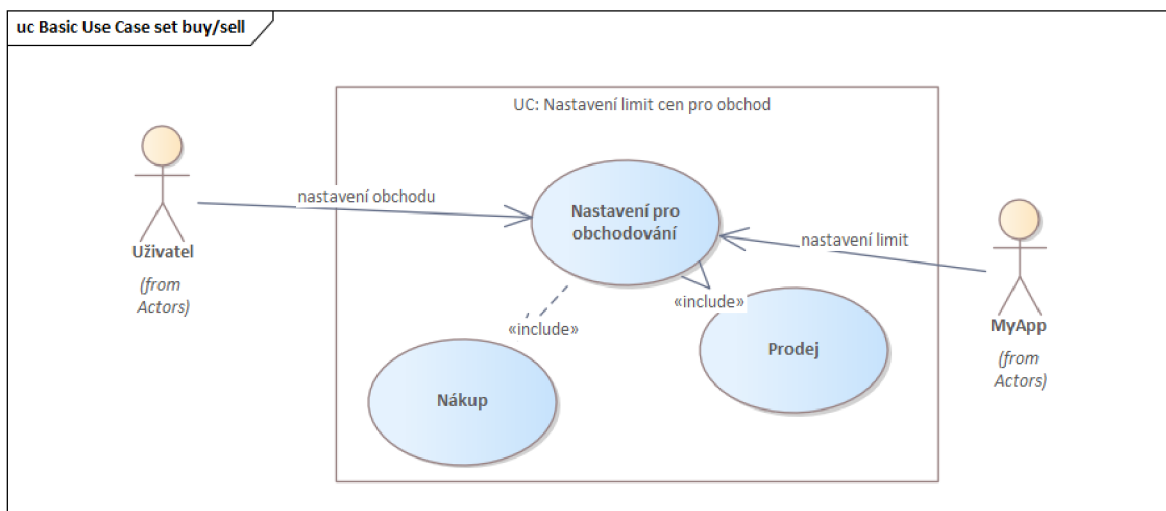 uc Basic Use Case set buy/sell
UC: Nastavení limit cen pro obchod
nastavení obchodu
Nastavení pro
obchodování
nastavení limit
Uživatel
(from
Actors)
«include»
«include»
MyApp
(from
Actors)
Prodej
Nákup